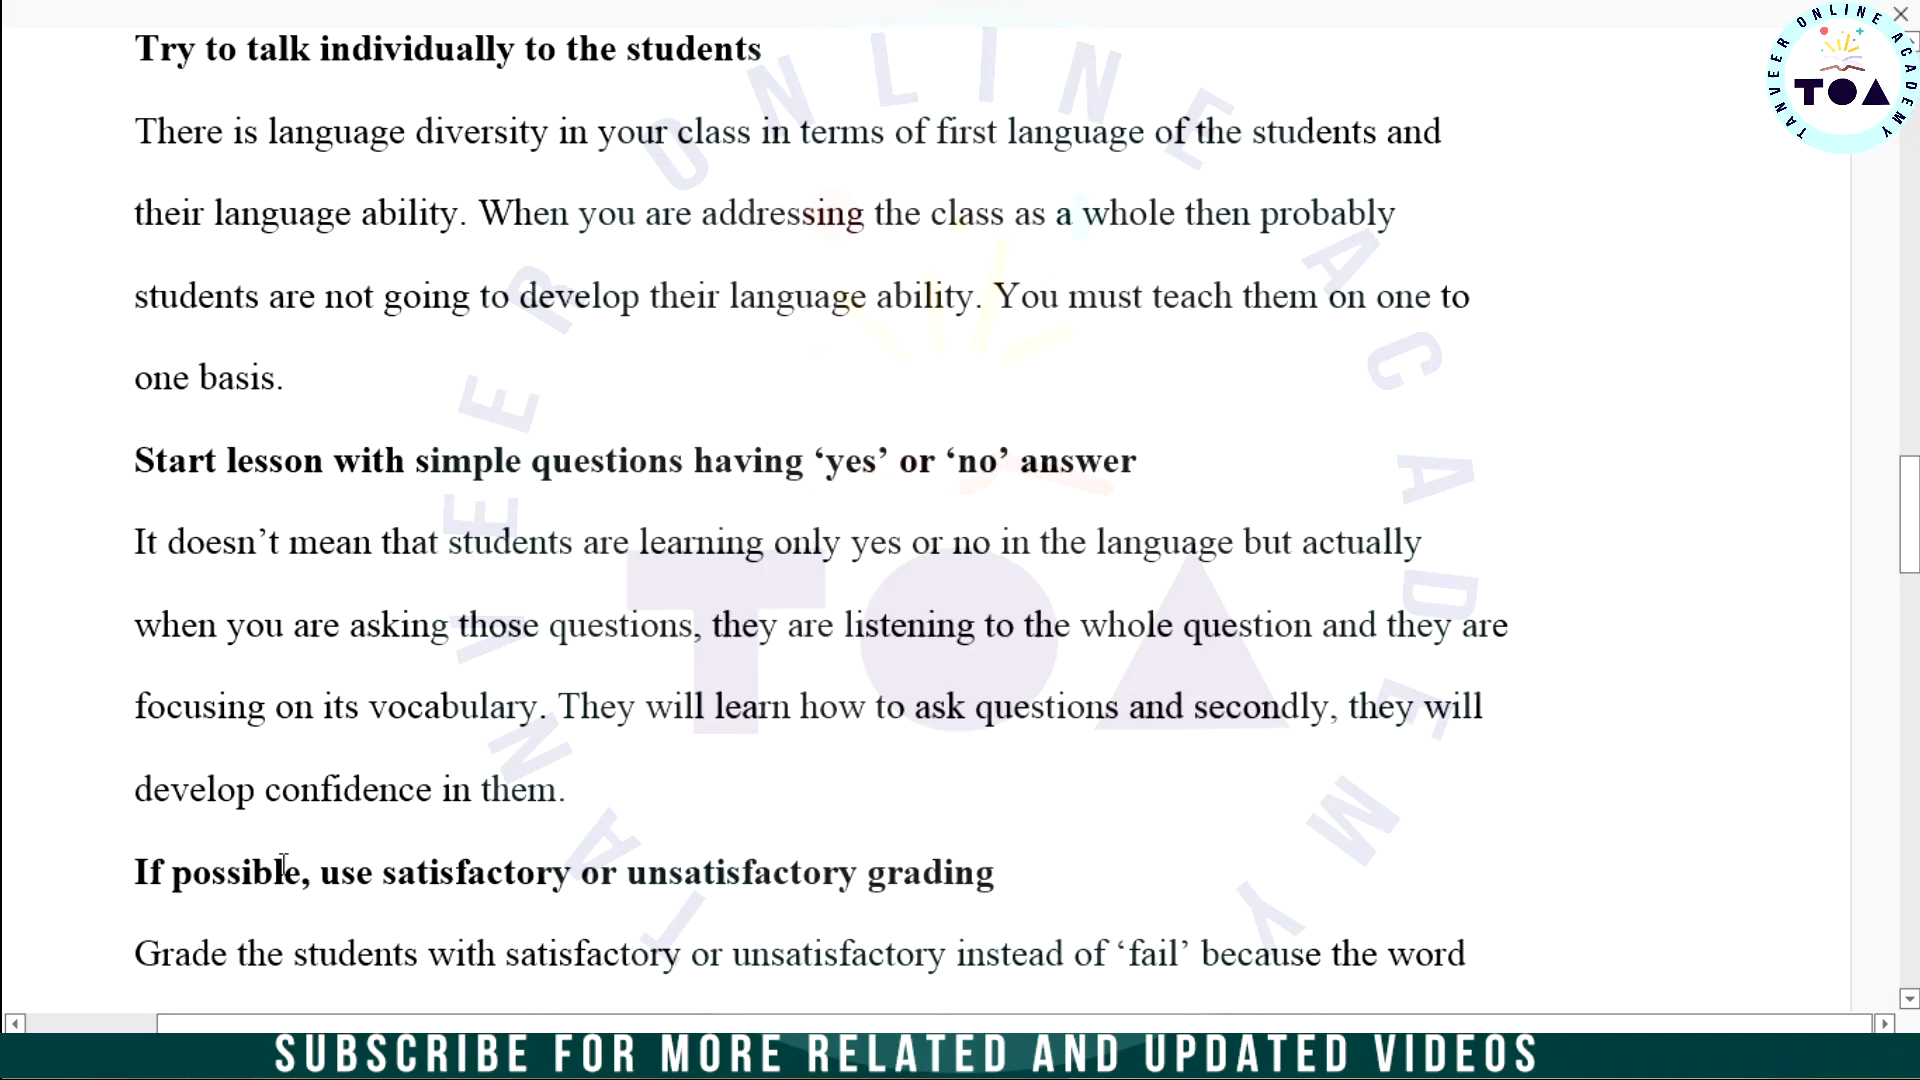 Try to talk individually to the students
There is language diversity in your class in terms of first language of the students and
their language ability. When you are addressing the class as a whole then probably
students are not going to develop their language ability. You must teach them on one to
one basis.
Start lesson with simple questions having ‘yes’ or ‘no’ answer
It doesn’t mean that students are learning only yes or no in the language but actually
when you are asking those questions, they are listening to the whole question and they are
focusing on its vocabulary. They will learn how to ask questions and secondly, they will
develop confidence in them.
If possible, use satisfactory or unsatisfactory grading
Grade the students with satisfactory or unsatisfactory instead of ‘fail’ because the word
SUBSCRIBE FOR MORE RELATED AND UPDATED VIDEOS
TANVEER ONLINE ACADEMY
TOA
TANVEER ONLINE ACADEMY
TOA